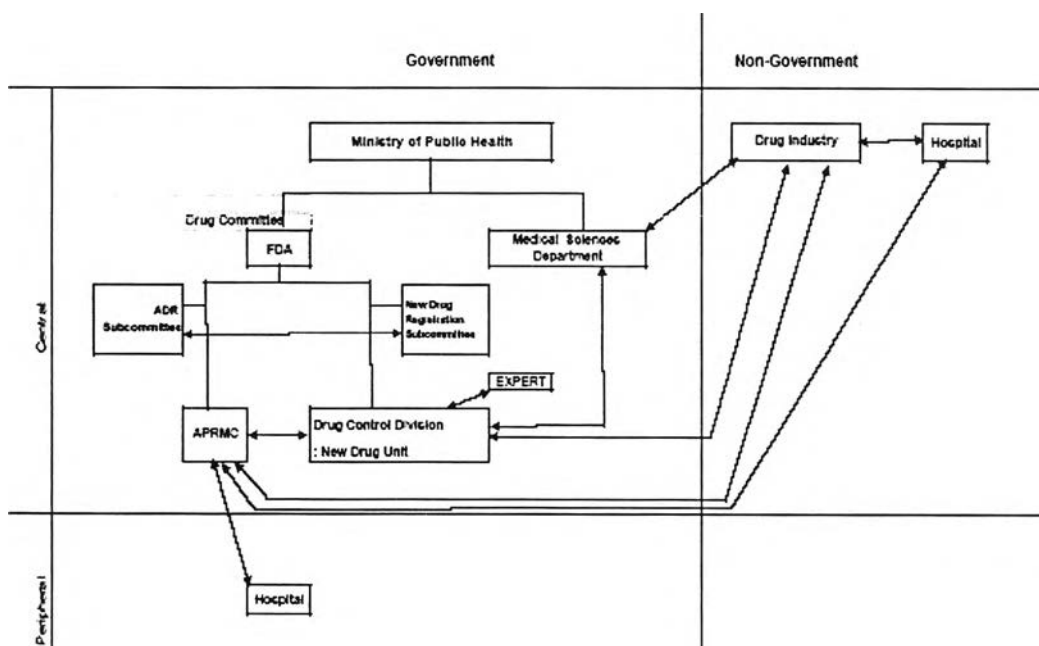 Government
Non-Government
Central
Ministry of Public Health
Drug Industry
Hospital
Drug Committee
FDA
Medical Sciences
Department
ADR
Subcommittee
New Drug
Registration
Subcommittee
EXPERT
APRMC
Drug Control Division
: New Drug Unit
Peripheral
Hospital